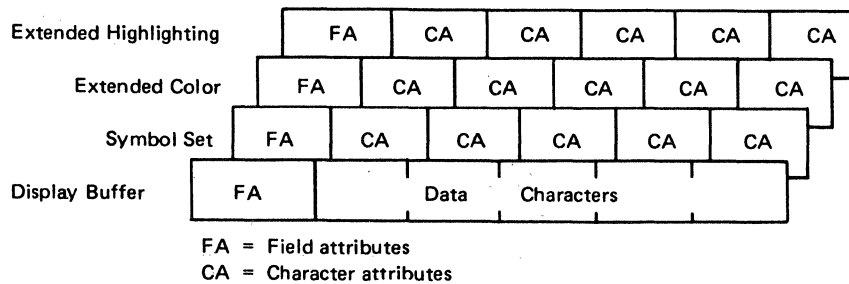 Extended Highlighting FA CA CA CA CA CA
Extended Color FA CA CA CA CA CA
Symbol Set FA CA CA CA CA CA
Display Buffer FA Data Characters
FA = Field attributes
CA = Character attributes